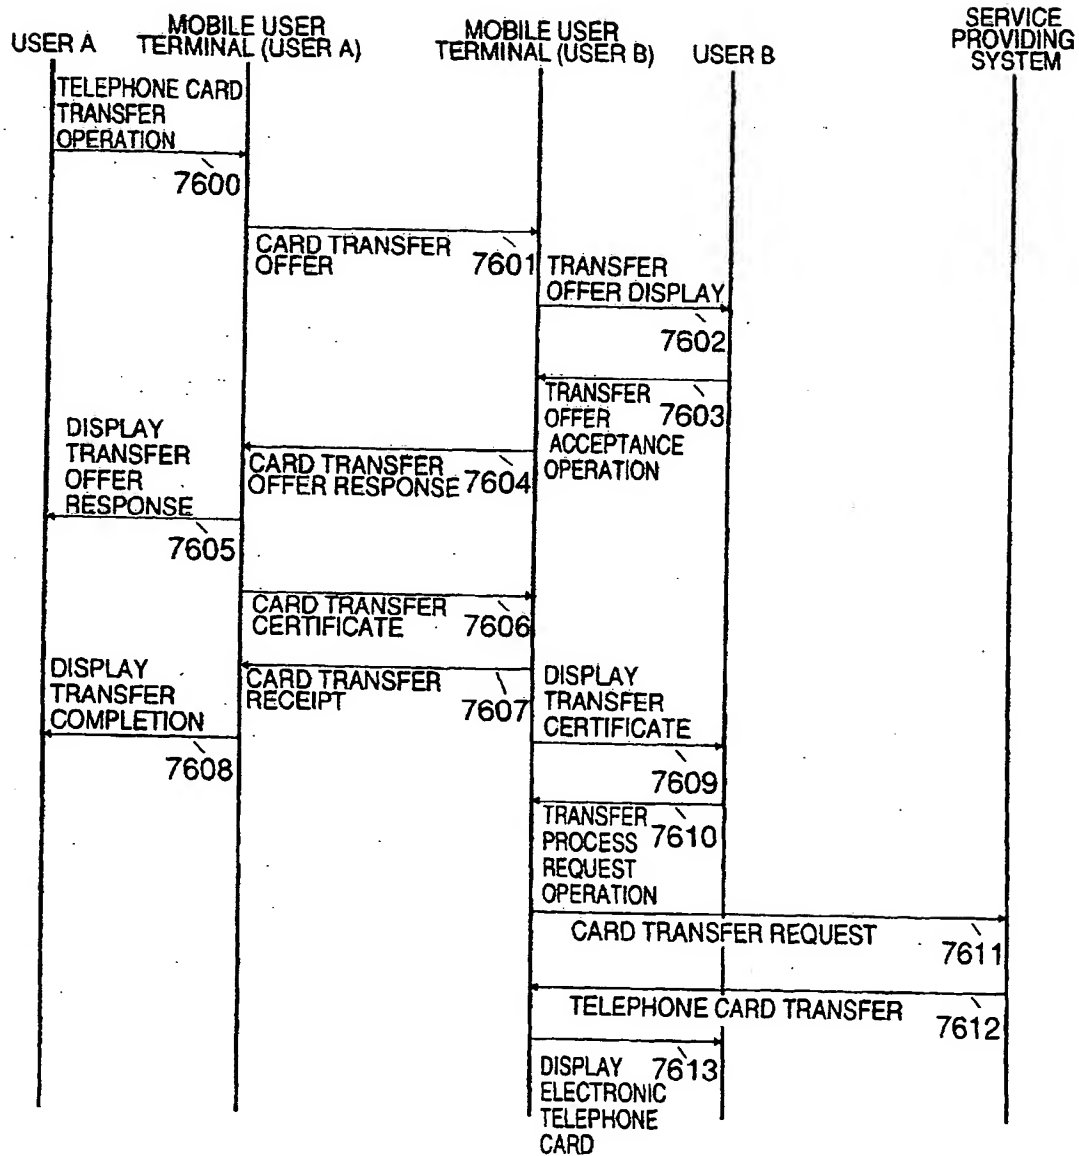 USER A
MOBILE USER
TERMINAL (USER A)
MOBILE USER
TERMINAL (USER B)
USER B
SERVICE
PROVIDING
SYSTEM
TELEPHONE CARD
TRANSFER
OPERATION
7600
CARD TRANSFER
OFFER
7601
TRANSFER
OFFER DISPLAY
7602
TRANSFER
OFFER
ACCEPTANCE
OPERATION
7603
CARD TRANSFER
OFFER RESPONSE
7604
DISPLAY
TRANSFER
OFFER
RESPONSE
7605
CARD TRANSFER
CERTIFICATE
7606
CARD TRANSFER
RECEIPT
7607
DISPLAY
TRANSFER
COMPLETION
7608
DISPLAY
TRANSFER
CERTIFICATE
7609
TRANSFER
PROCESS
REQUEST
OPERATION
7610
CARD TRANSFER REQUEST
7611
TELEPHONE CARD TRANSFER
7612
7613
DISPLAY
ELECTRONIC
TELEPHONE
CARD